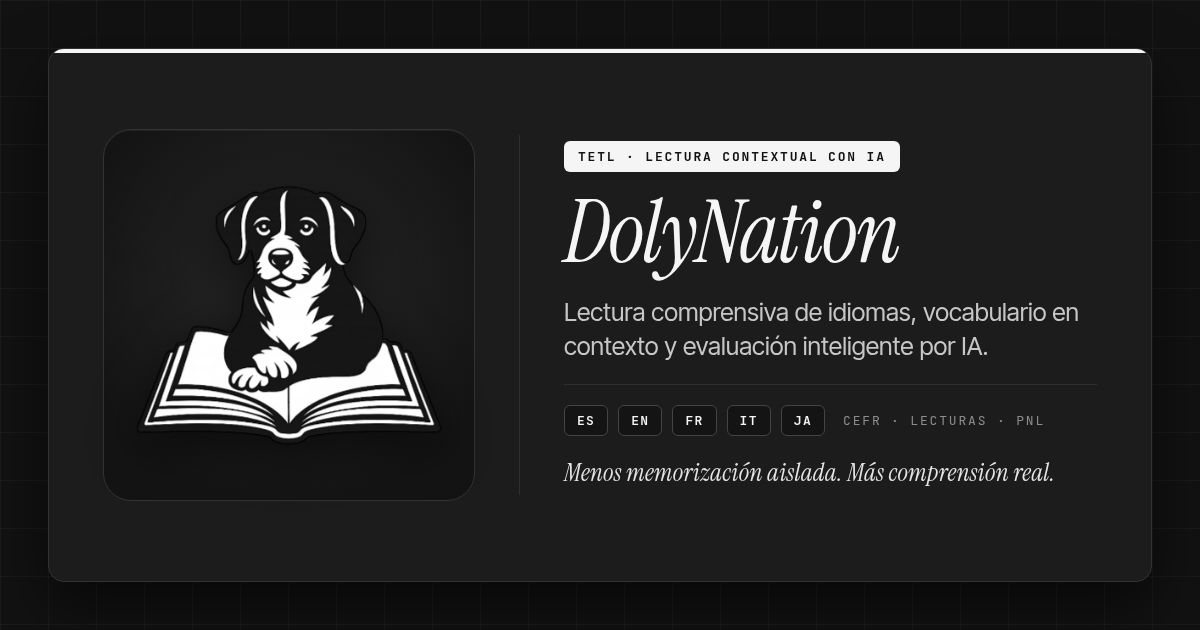 TETL · LECTURA CONTEXTUAL CON IA
DolyNation
Lectura comprensiva de idiomas, vocabulario en
contexto y evaluación inteligente por IA.
ES EN FR IT JA CEFR · LECTURAS · PNL
Menos memorización aislada. Más comprensión real.